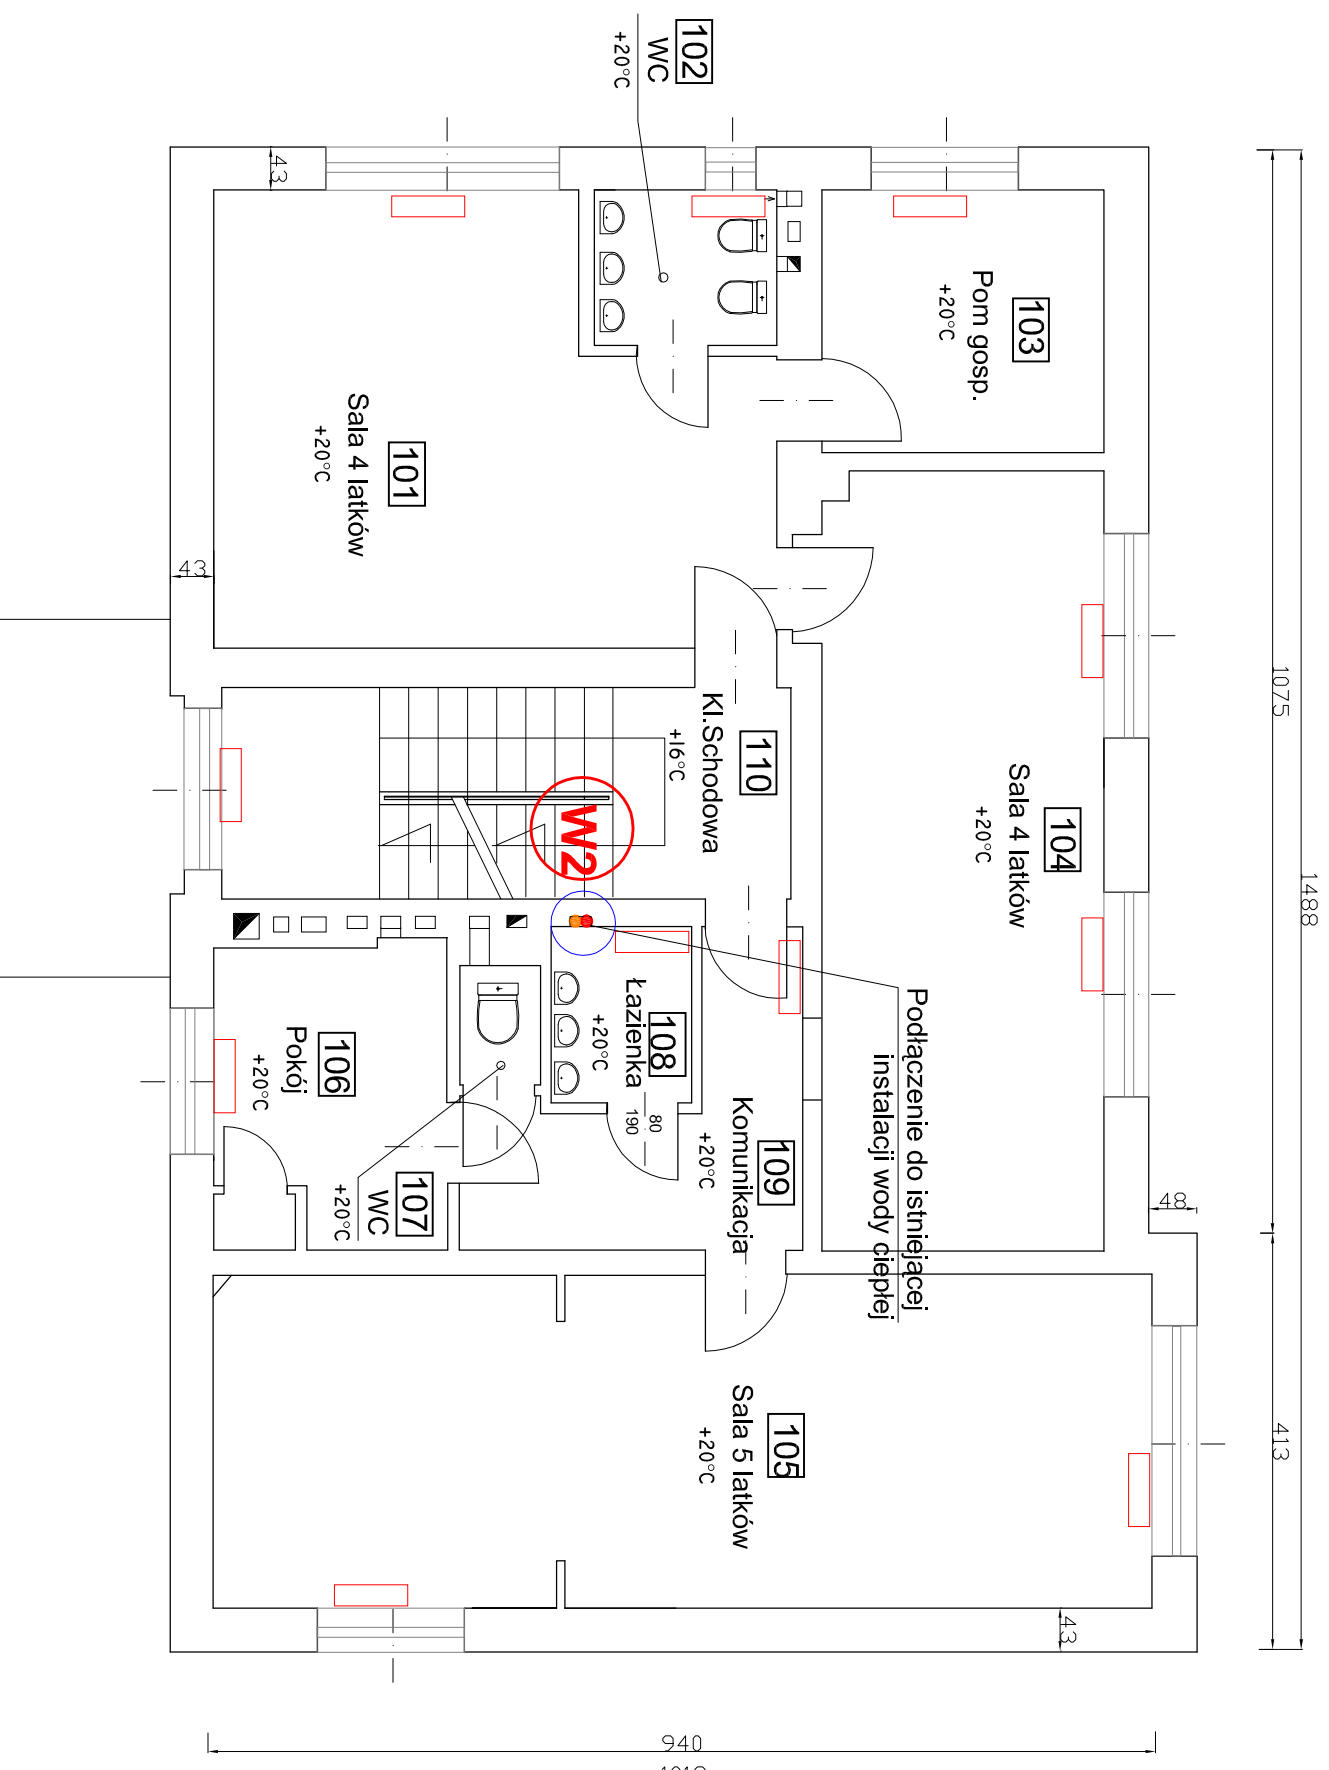 102
WC
+20°C
103
Pom gosp.
+20°C
101
Sala 4 latków
+20°C
104
Sala 4 latków
+20°C
110
Kl.Schodowa
+16°C
W2
108
Łazienka
+20°C
80
190
106
Pokój
+20°C
107
WC
+20°C
109
Komunikacja
+20°C
Podłączenie do istniejącej
instalacji wody ciepłej
105
Sala 5 latków
+20°C
43
43
43
48
1075
1488
413
940